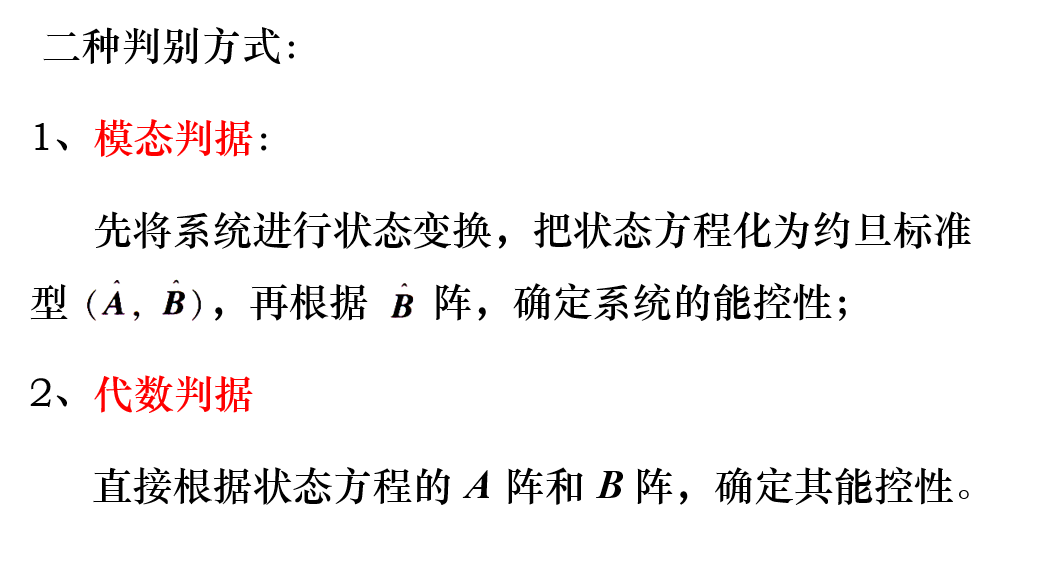 二种判别方式:
1、模态判据:
先将系统进行状态变换，把状态方程化为约旦标准
型 (Â, B̂)，再根据 B̂ 阵，确定系统的能控性；
2、代数判据
直接根据状态方程的 A 阵和 B 阵，确定其能控性。